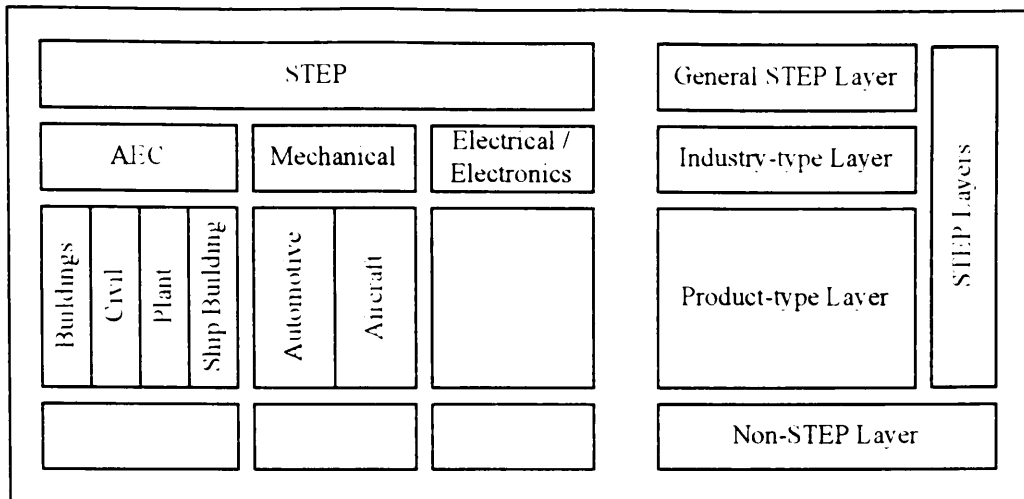 STEP
General STEP Layer
AEC
Mechanical
Electrical /
Electronics
Industry-type Layer
STEP Layers
Buildings
Civil
Plant
Ship Building
Automotive
Aircraft
Product-type Layer
Non-STEP Layer